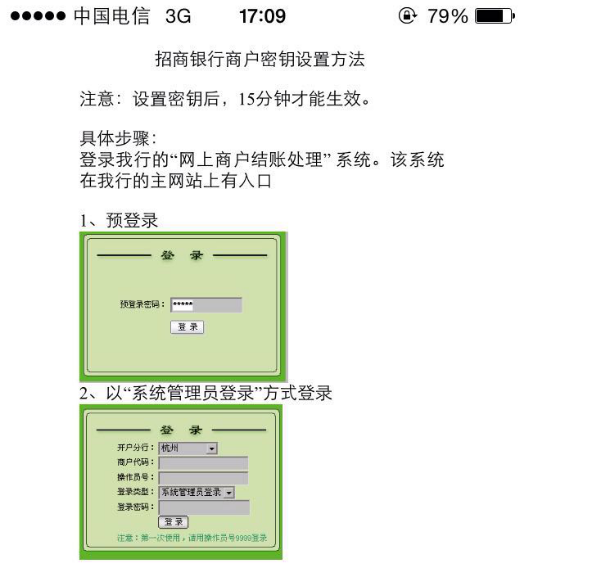 中国电信 3G 17:09 79%
招商银行商户密钥设置方法
注意：设置密钥后，15分钟才能生效。
具体步骤：
登录我行的“网上商户结账处理” 系统。该系统
在我行的主网站上有入口
1、预登录
登 录
预登录密码：*****
登 录
2、以“系统管理员登录”方式登录
登 录
开户分行：杭州
商户代码：
操作员号：
登录类型：系统管理员登录
登录密码：
登 录
注意：第一次使用，请用操作员号9999登录